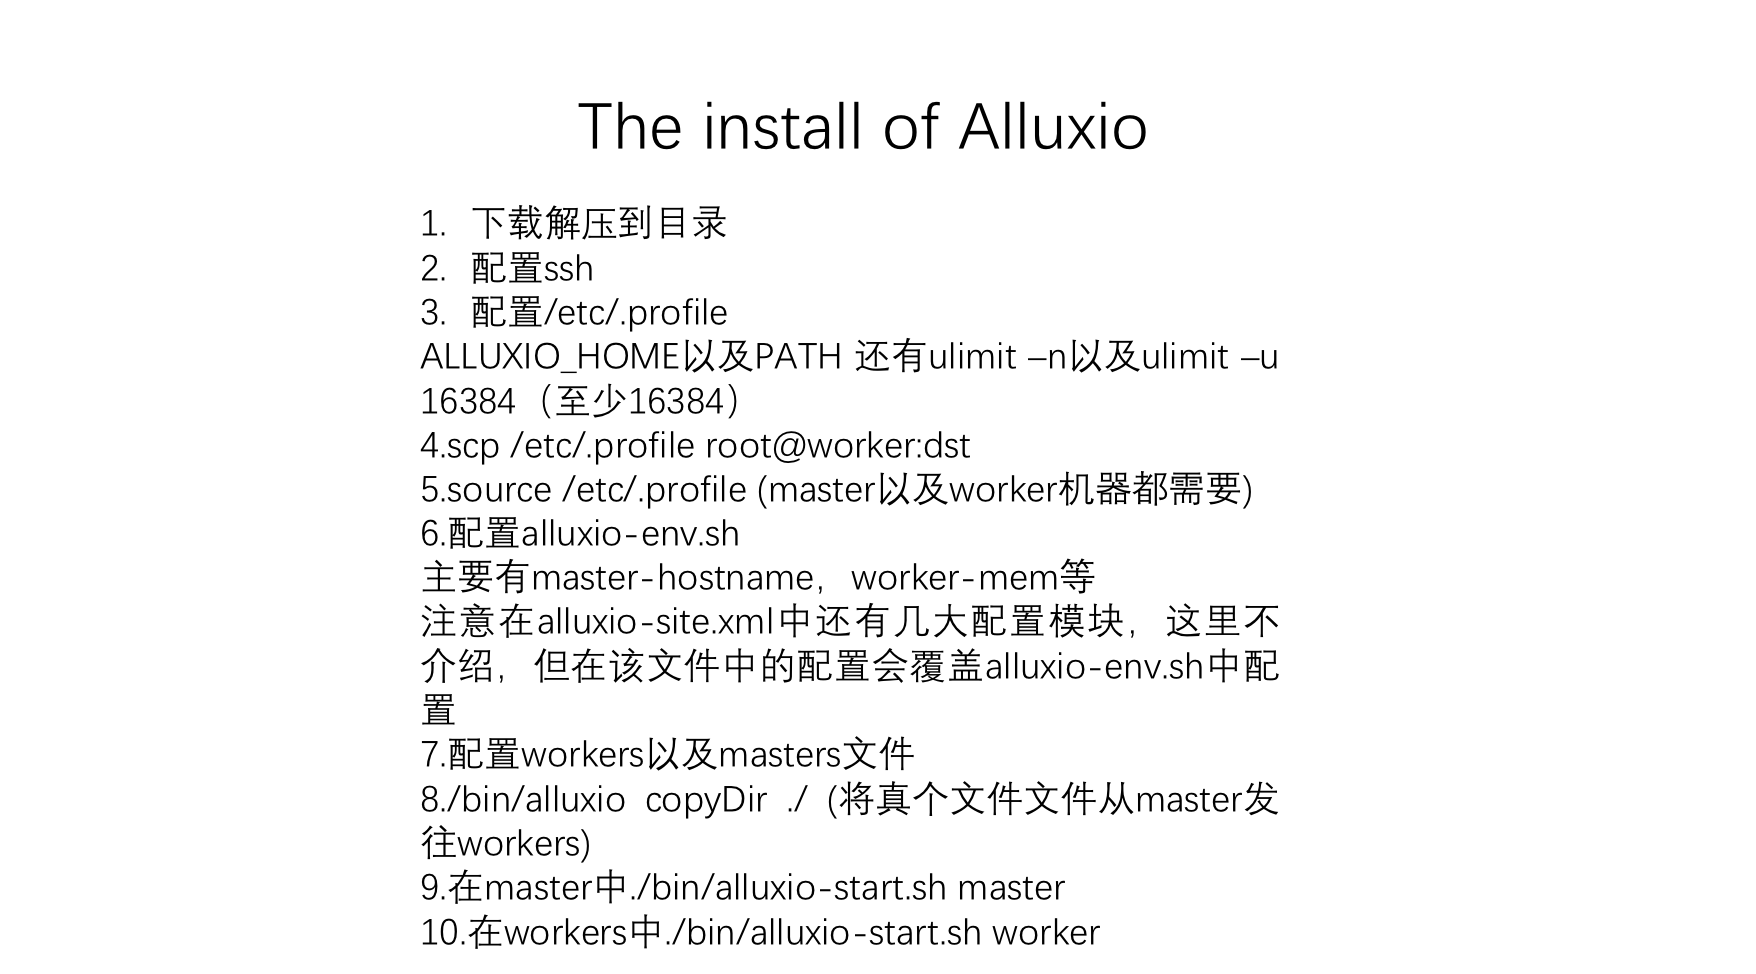 The install of Alluxio
1. 下载解压到目录
2. 配置ssh
3. 配置/etc/.profile
ALLUXIO_HOME以及PATH 还有ulimit –n以及ulimit –u
16384（至少16384）
4.scp /etc/.profile root@worker:dst
5.source /etc/.profile (master以及worker机器都需要)
6.配置alluxio-env.sh
主要有master-hostname，worker-mem等
注意在alluxio-site.xml中还有几大配置模块，这里不
介绍，但在该文件中的配置会覆盖alluxio-env.sh中配
置
7.配置workers以及masters文件
8./bin/alluxio copyDir ./ (将真个文件文件从master发
往workers)
9.在master中./bin/alluxio-start.sh master
10.在workers中./bin/alluxio-start.sh worker